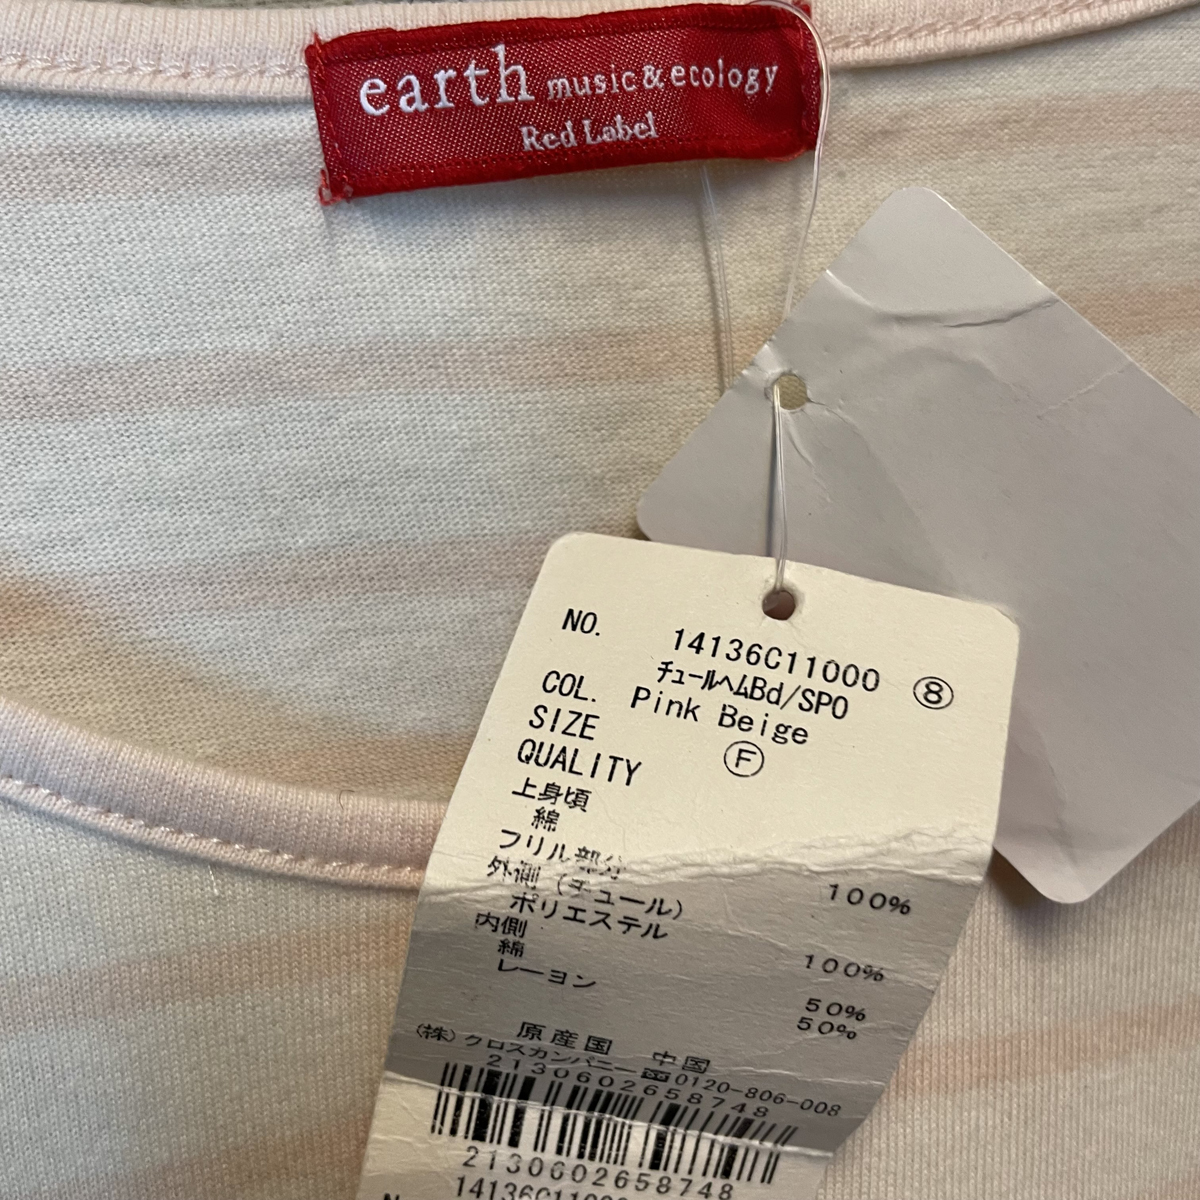 earth music&ecology
Red Label
NO. 14136C11000 ⑧
ﾁｭｰﾙﾍﾑBd/SPO
COL. Pink Beige
SIZE Ⓕ
QUALITY
上身頃
綿 100%
フリル部分
外側（チュール）
ポリエステル 100%
内側
綿 50%
レーヨン 50%
原産国 中国
(株)クロスカンパニー☎0120-806-008
2130602658748
2130602658748